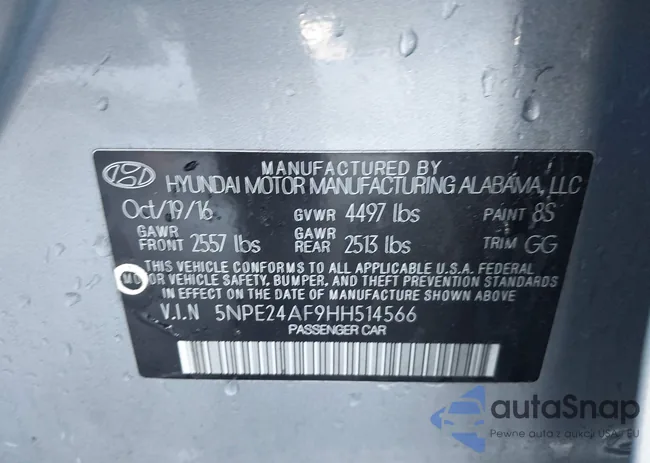 MANUFACTURED BY
HYUNDAI MOTOR MANUFACTURING ALABAMA, LLC
Oct/19/16 GVWR 4497 lbs PAINT 8S
GAWR FRONT 2557 lbs GAWR REAR 2513 lbs TRIM GG
THIS VEHICLE CONFORMS TO ALL APPLICABLE U.S.A. FEDERAL
MOTOR VEHICLE SAFETY, BUMPER, AND THEFT PREVENTION STANDARDS
IN EFFECT ON THE DATE OF MANUFACTURE SHOWN ABOVE
V.I.N 5NPE24AF9HH514566
PASSENGER CAR
autaSnap
Pewne auta z aukcji USA / EU